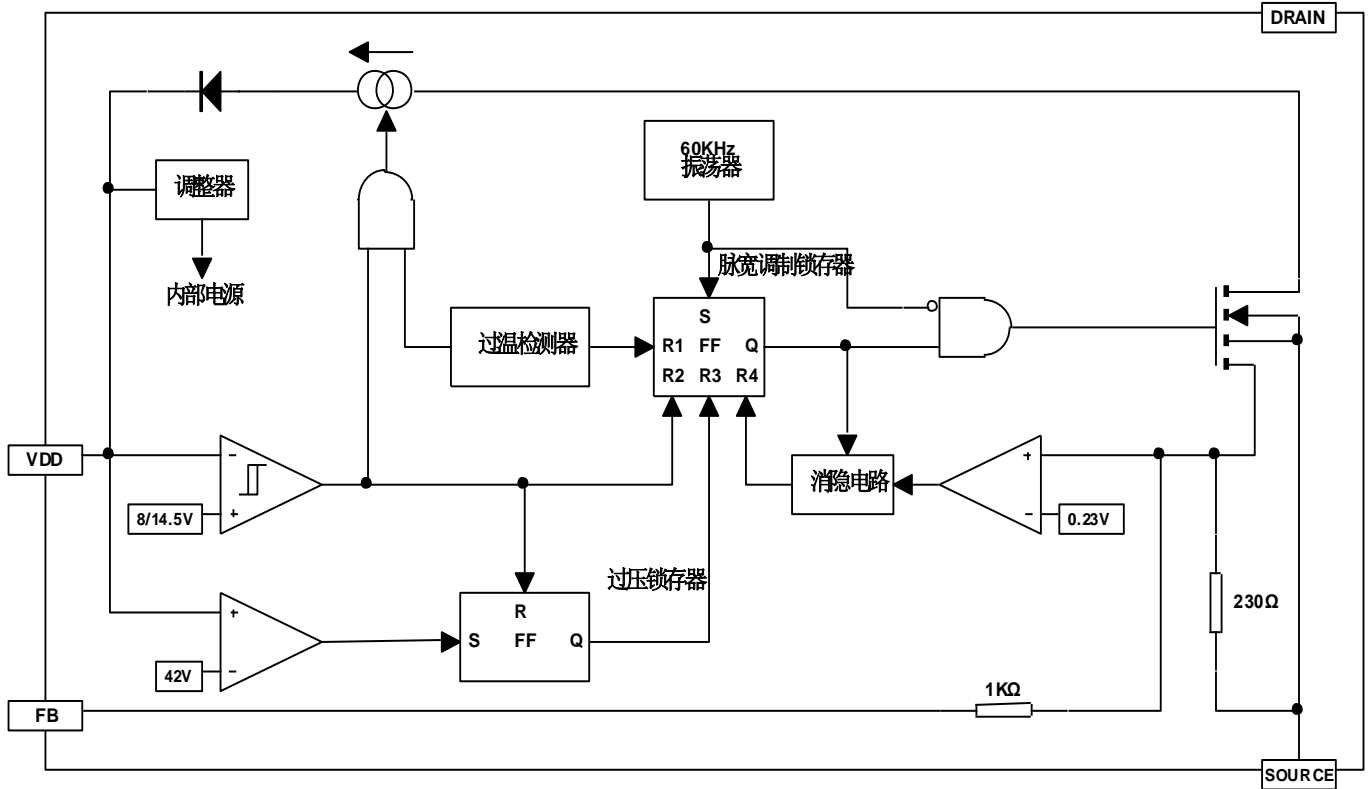 DRAIN
60KHz
振荡器
调整器
脉宽调制锁存器
内部电源
S
过温检测器
R1 FF Q
R2 R3 R4
VDD
-
+
消隐电路
8/14.5V
+
-
0.23V
过压锁存器
+
R
230Ω
S FF Q
42V
-
1KΩ
FB
SOURCE